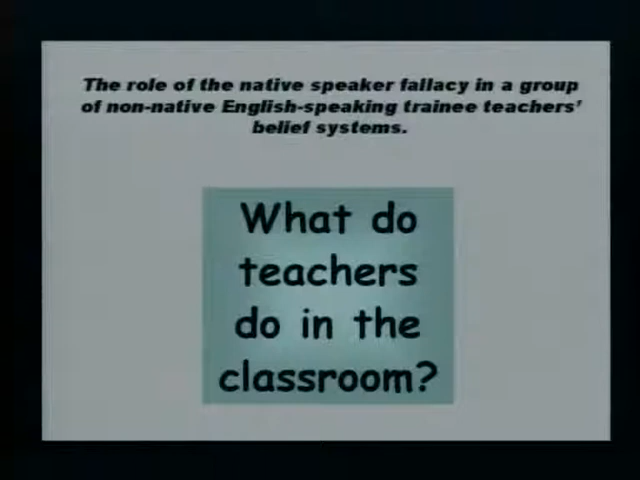 The role of the native speaker fallacy in a group
of non-native English-speaking trainee teachers'
belief systems.
What do
teachers
do in the
classroom?